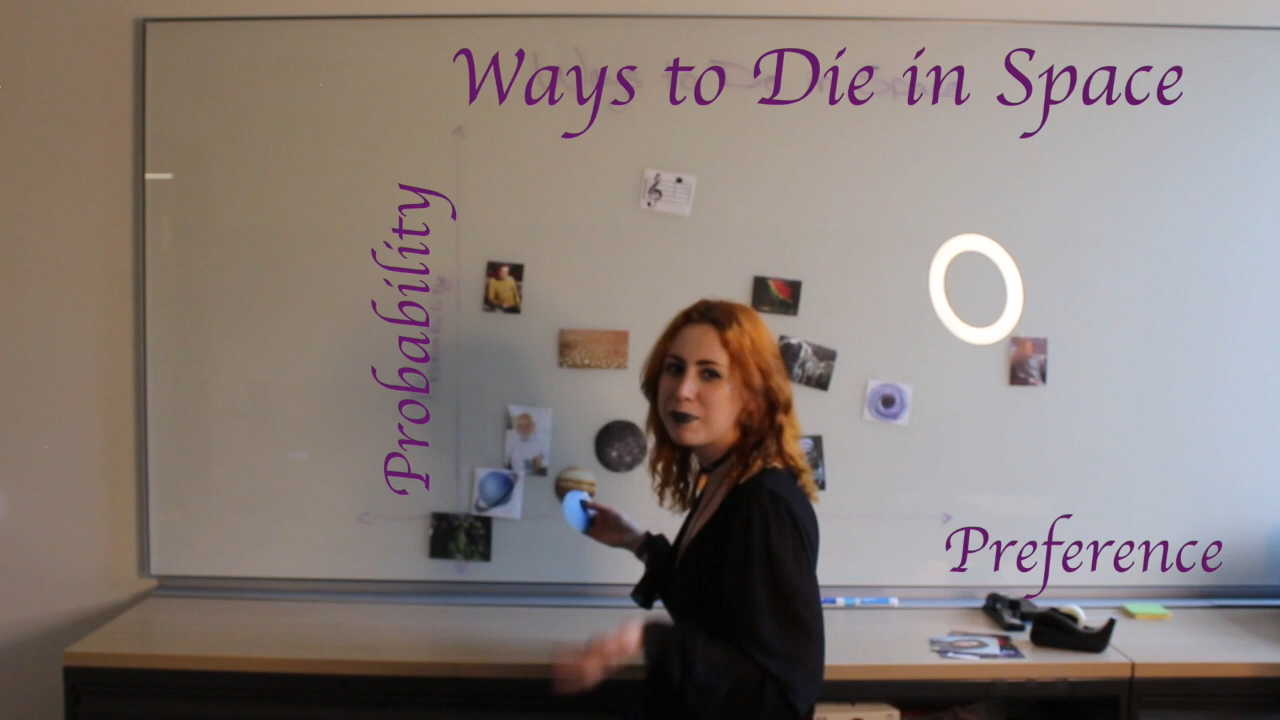 Ways to Die in Space
Probability
Preference